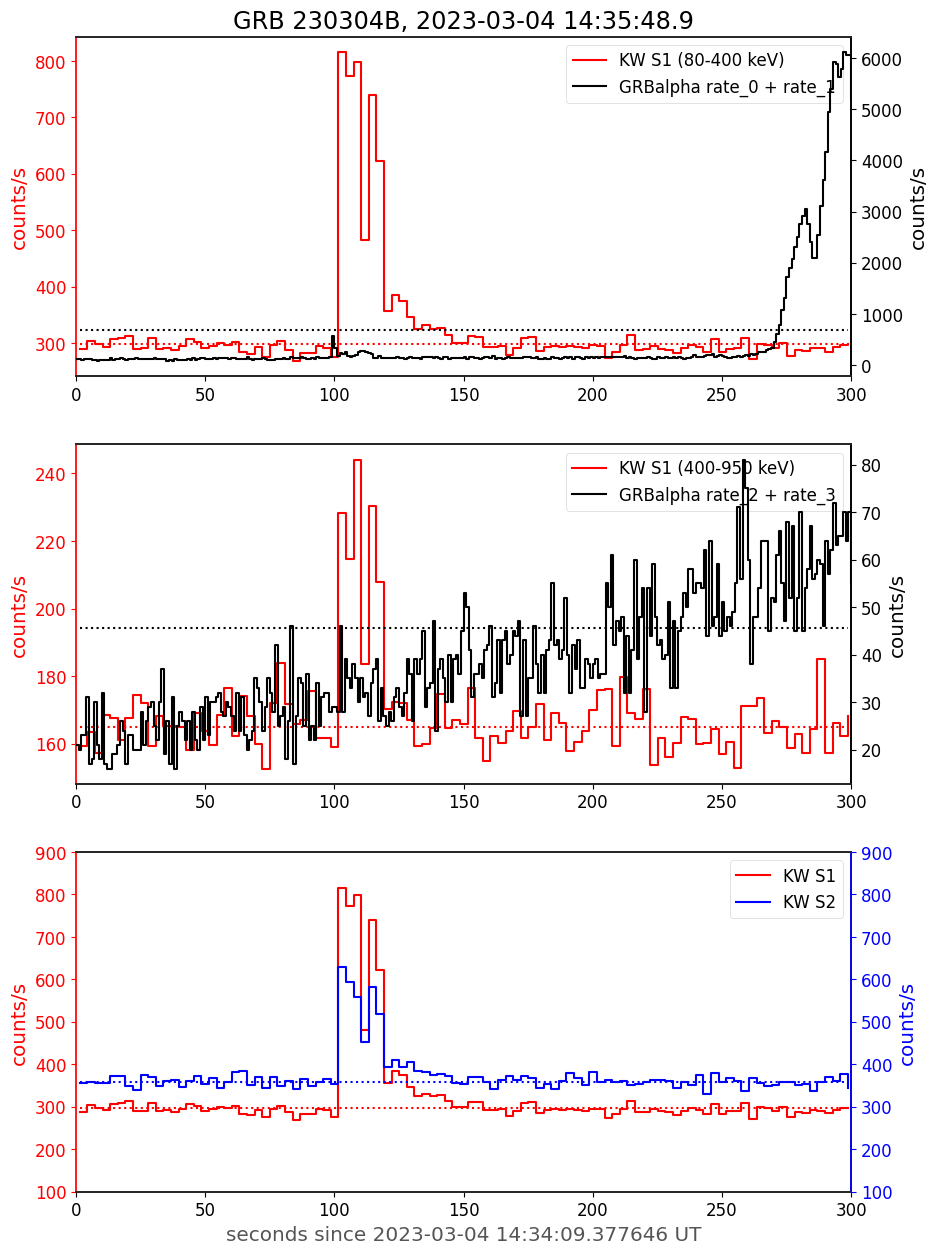 GRB 230304B, 2023-03-04 14:35:48.9
KW S1 (80-400 keV)
GRBalpha rate_0 + rate_1
counts/s
800
700
600
500
400
300
6000
5000
4000
3000
2000
1000
0
counts/s
0 50 100 150 200 250 300
KW S1 (400-950 keV)
GRBalpha rate_2 + rate_3
counts/s
240
220
200
180
160
80
70
60
50
40
30
20
counts/s
0 50 100 150 200 250 300
KW S1
KW S2
counts/s
900
800
700
600
500
400
300
200
100
900
800
700
600
500
400
300
200
100
counts/s
0 50 100 150 200 250 300
seconds since 2023-03-04 14:34:09.377646 UT